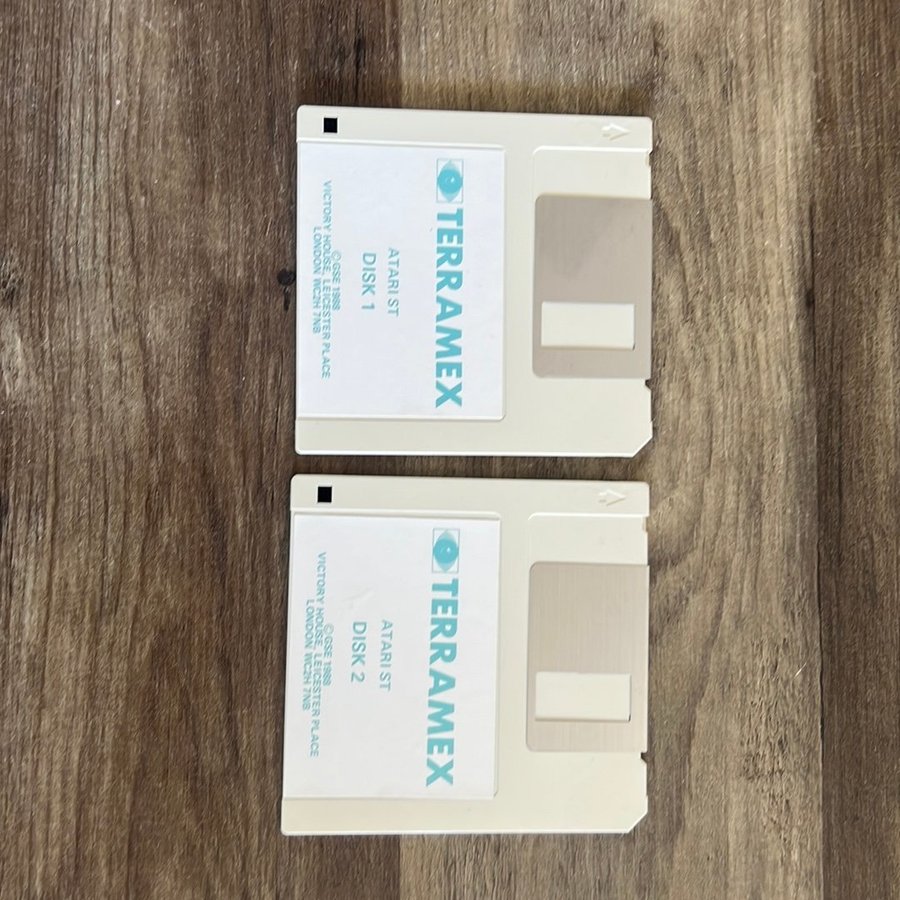 TERRAMEX
ATARI ST
DISK 1
©GSE 1988
VICTORY HOUSE, LEICESTER PLACE
LONDON WC2H 7NB
TERRAMEX
ATARI ST
DISK 2
©GSE 1988
VICTORY HOUSE, LEICESTER PLACE
LONDON WC2H 7NB